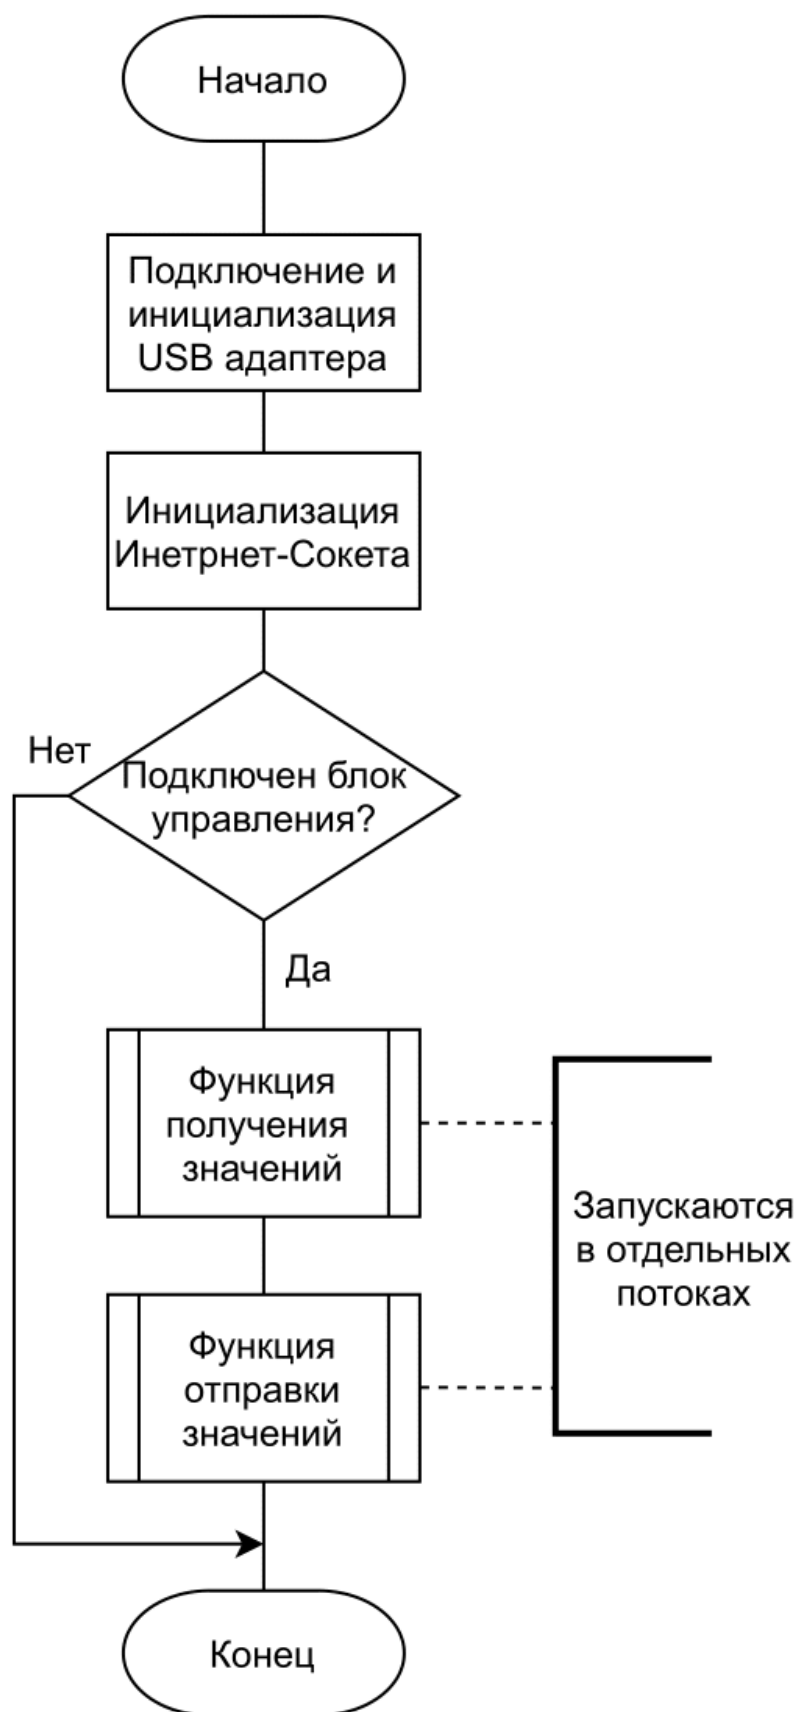 Начало
Подключение и
инициализация
USB адаптера
Инициализация
Инетрнет-Сокета
Нет
Подключен блок
управления?
Да
Функция
получения
значений
Запускаются
в отдельных
потоках
Функция
отправки
значений
Конец